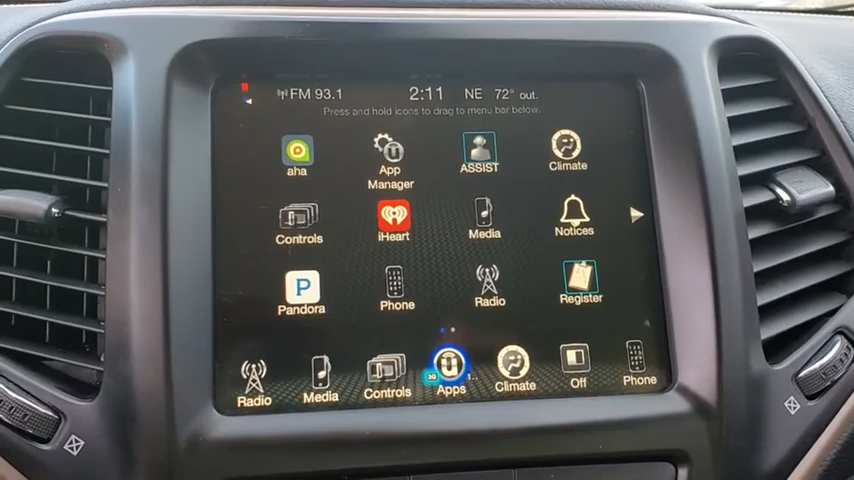 FM 93.1 2:11 NE 72° out.
Press and hold icons to drag to menu bar below.
aha App Manager ASSIST Climate
Controls iHeart Media Notices
P
Pandora Phone Radio Register
3G 1..
Radio Media Controls Apps Climate Off Phone